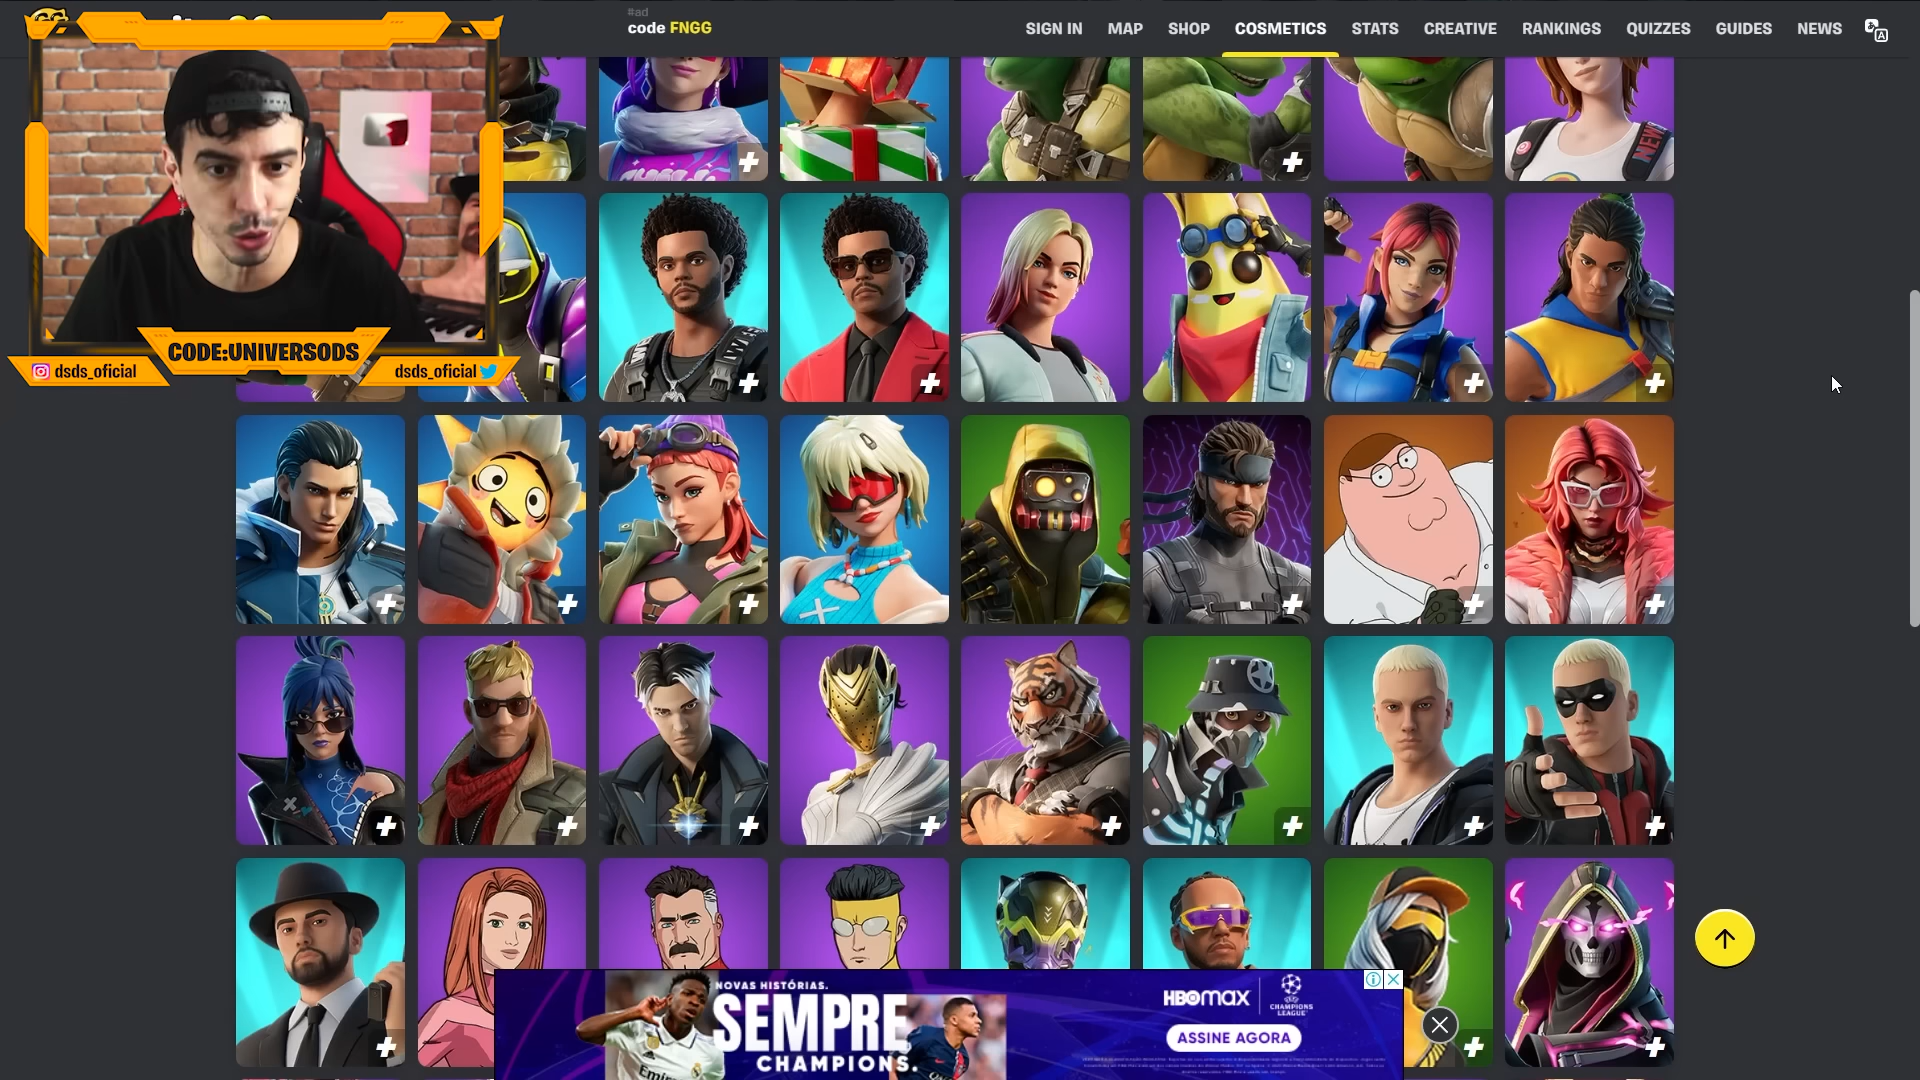 #ad
code FNGG
SIGN IN
MAP
SHOP
COSMETICS
STATS
CREATIVE
RANKINGS
QUIZZES
GUIDES
NEWS
NEW
CODE:UNIVERSODS
dsds_oficial
dsds_oficial
NOVAS HISTÓRIAS.
SEMPRE
CHAMPIONS.
HBOMAX
CHAMPIONS
LEAGUE
ASSINE AGORA